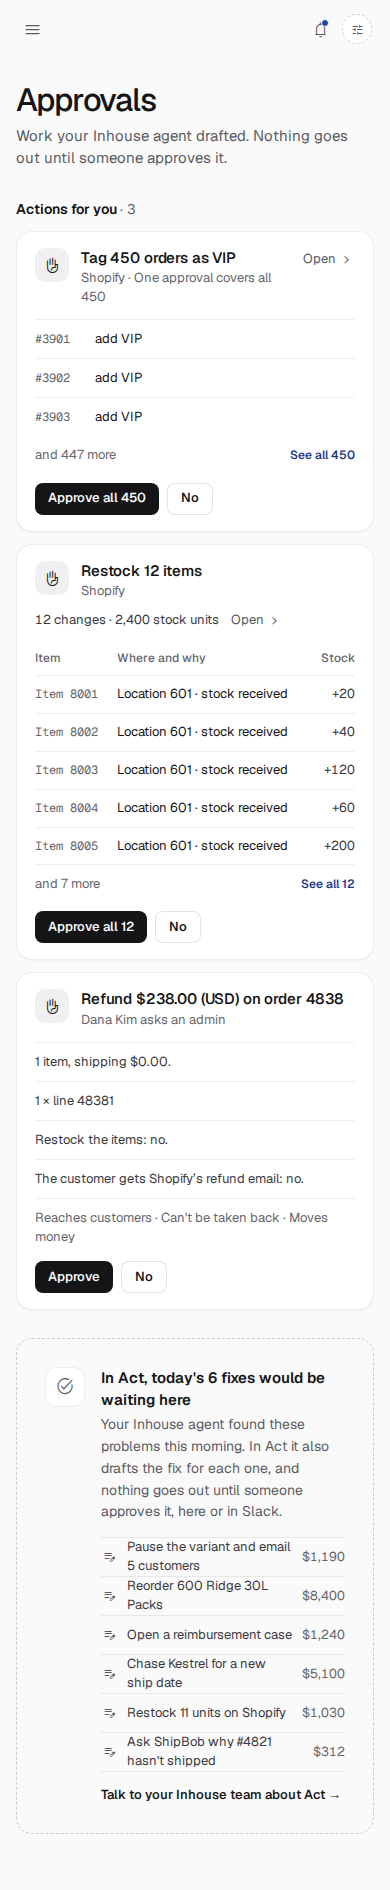 Approvals
Work your Inhouse agent drafted. Nothing goes
out until someone approves it.
Actions for you · 3
Tag 450 orders as VIP
Open >
Shopify · One approval covers all
450
#3901 add VIP
#3902 add VIP
#3903 add VIP
and 447 more See all 450
Approve all 450 No
Restock 12 items
Shopify
12 changes · 2,400 stock units Open >
Item Where and why Stock
Item 8001 Location 601 · stock received +20
Item 8002 Location 601 · stock received +40
Item 8003 Location 601 · stock received +120
Item 8004 Location 601 · stock received +60
Item 8005 Location 601 · stock received +200
and 7 more See all 12
Approve all 12 No
Refund $238.00 (USD) on order 4838
Dana Kim asks an admin
1 item, shipping $0.00.
1 × line 48381
Restock the items: no.
The customer gets Shopify's refund email: no.
Reaches customers · Can't be taken back · Moves
money
Approve No
In Act, today's 6 fixes would be
waiting here
Your Inhouse agent found these
problems this morning. In Act it also
drafts the fix for each one, and
nothing goes out until someone
approves it, here or in Slack.
Pause the variant and email
5 customers
$1,190
Reorder 600 Ridge 30L
Packs
$8,400
Open a reimbursement case $1,240
Chase Kestrel for a new
ship date
$5,100
Restock 11 units on Shopify $1,030
Ask ShipBob why #4821
hasn't shipped
$312
Talk to your Inhouse team about Act →